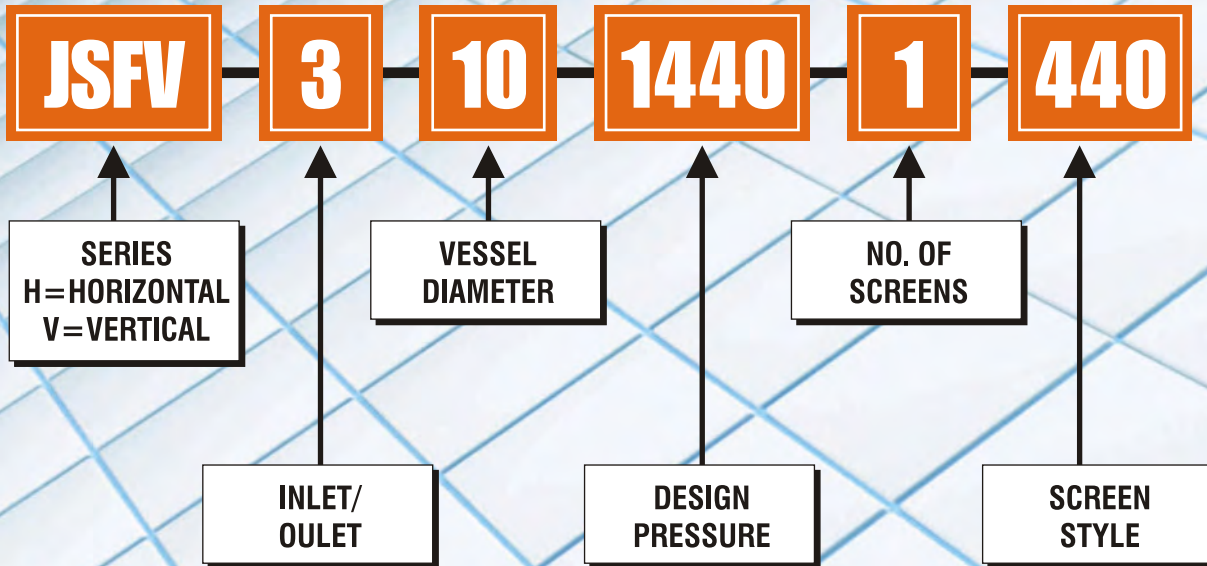 JSFV 3 10 1440 1 440
SERIES
H=HORIZONTAL
V=VERTICAL
VESSEL
DIAMETER
NO. OF
SCREENS
INLET/
OULET
DESIGN
PRESSURE
SCREEN
STYLE